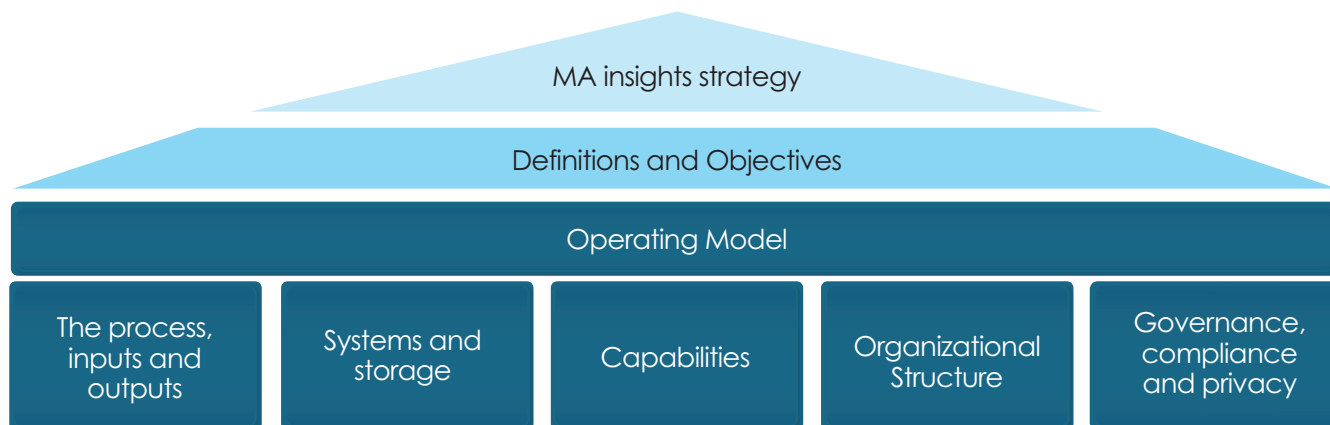 MA insights strategy
Definitions and Objectives
Operating Model
The process,
inputs and
outputs
Systems and
storage
Capabilities
Organizational
Structure
Governance,
compliance
and privacy